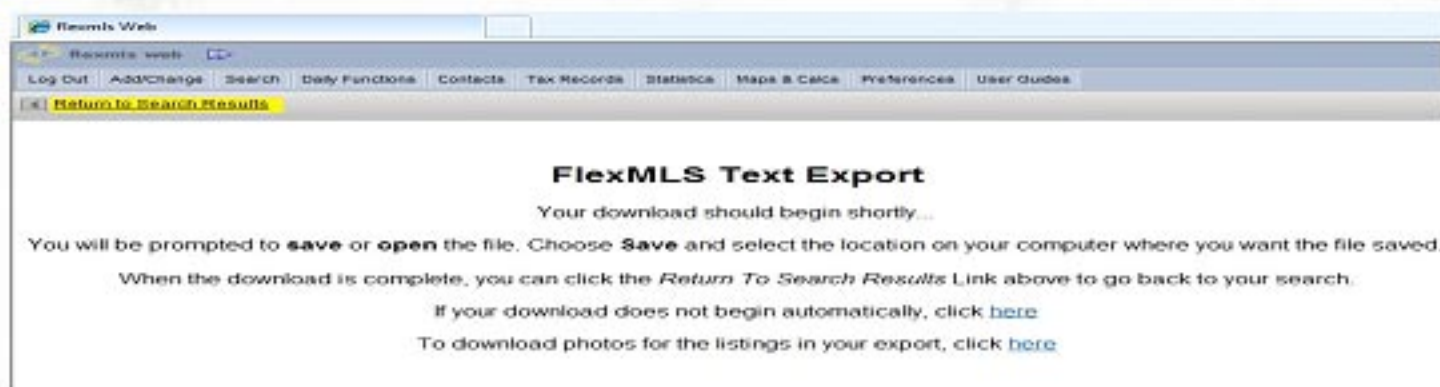 flexmls Web
flexmls web
Log Out Add/Change Search Daily Functions Contacts Tax Records Statistics Maps & Calcs Preferences User Guides
Return to Search Results
FlexMLS Text Export
Your download should begin shortly...
You will be prompted to save or open the file. Choose Save and select the location on your computer where you want the file saved.
When the download is complete, you can click the Return To Search Results Link above to go back to your search.
If your download does not begin automatically, click here
To download photos for the listings in your export, click here